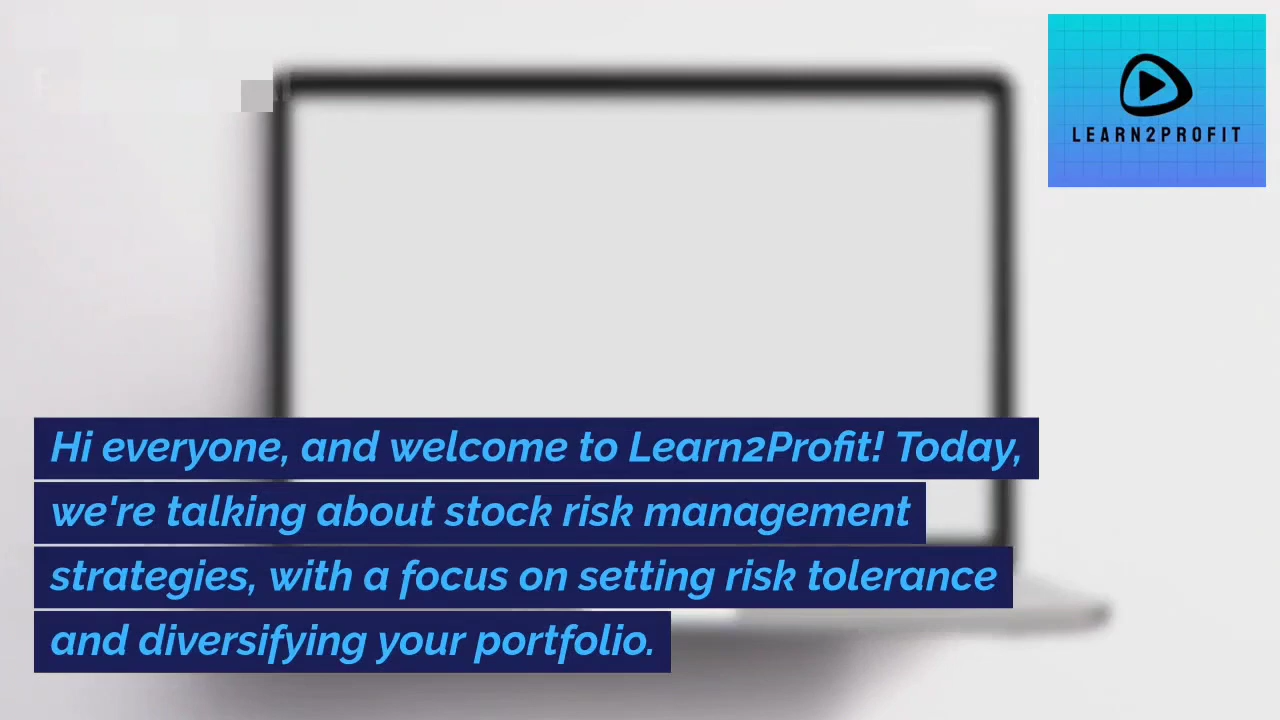 LEARN2PROFIT
Hi everyone, and welcome to Learn2Profit! Today,
we're talking about stock risk management
strategies, with a focus on setting risk tolerance
and diversifying your portfolio.